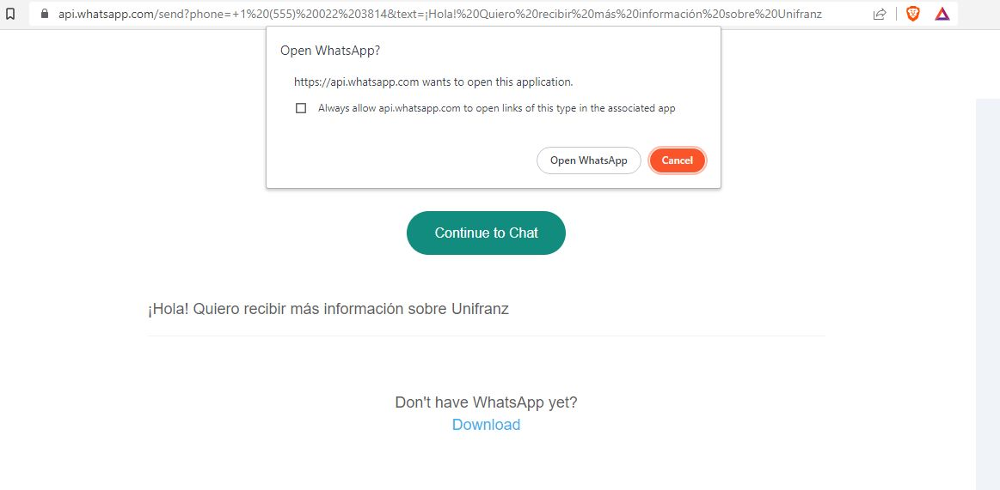 api.whatsapp.com/send?phone=+1%20(555)%20022%203814&text=¡Hola!%20Quiero%20recibir%20más%20información%20sobre%20Unifranz
Open WhatsApp?
https://api.whatsapp.com wants to open this application.
Always allow api.whatsapp.com to open links of this type in the associated app
Open WhatsApp Cancel
Continue to Chat
¡Hola! Quiero recibir más información sobre Unifranz
Don't have WhatsApp yet?
Download